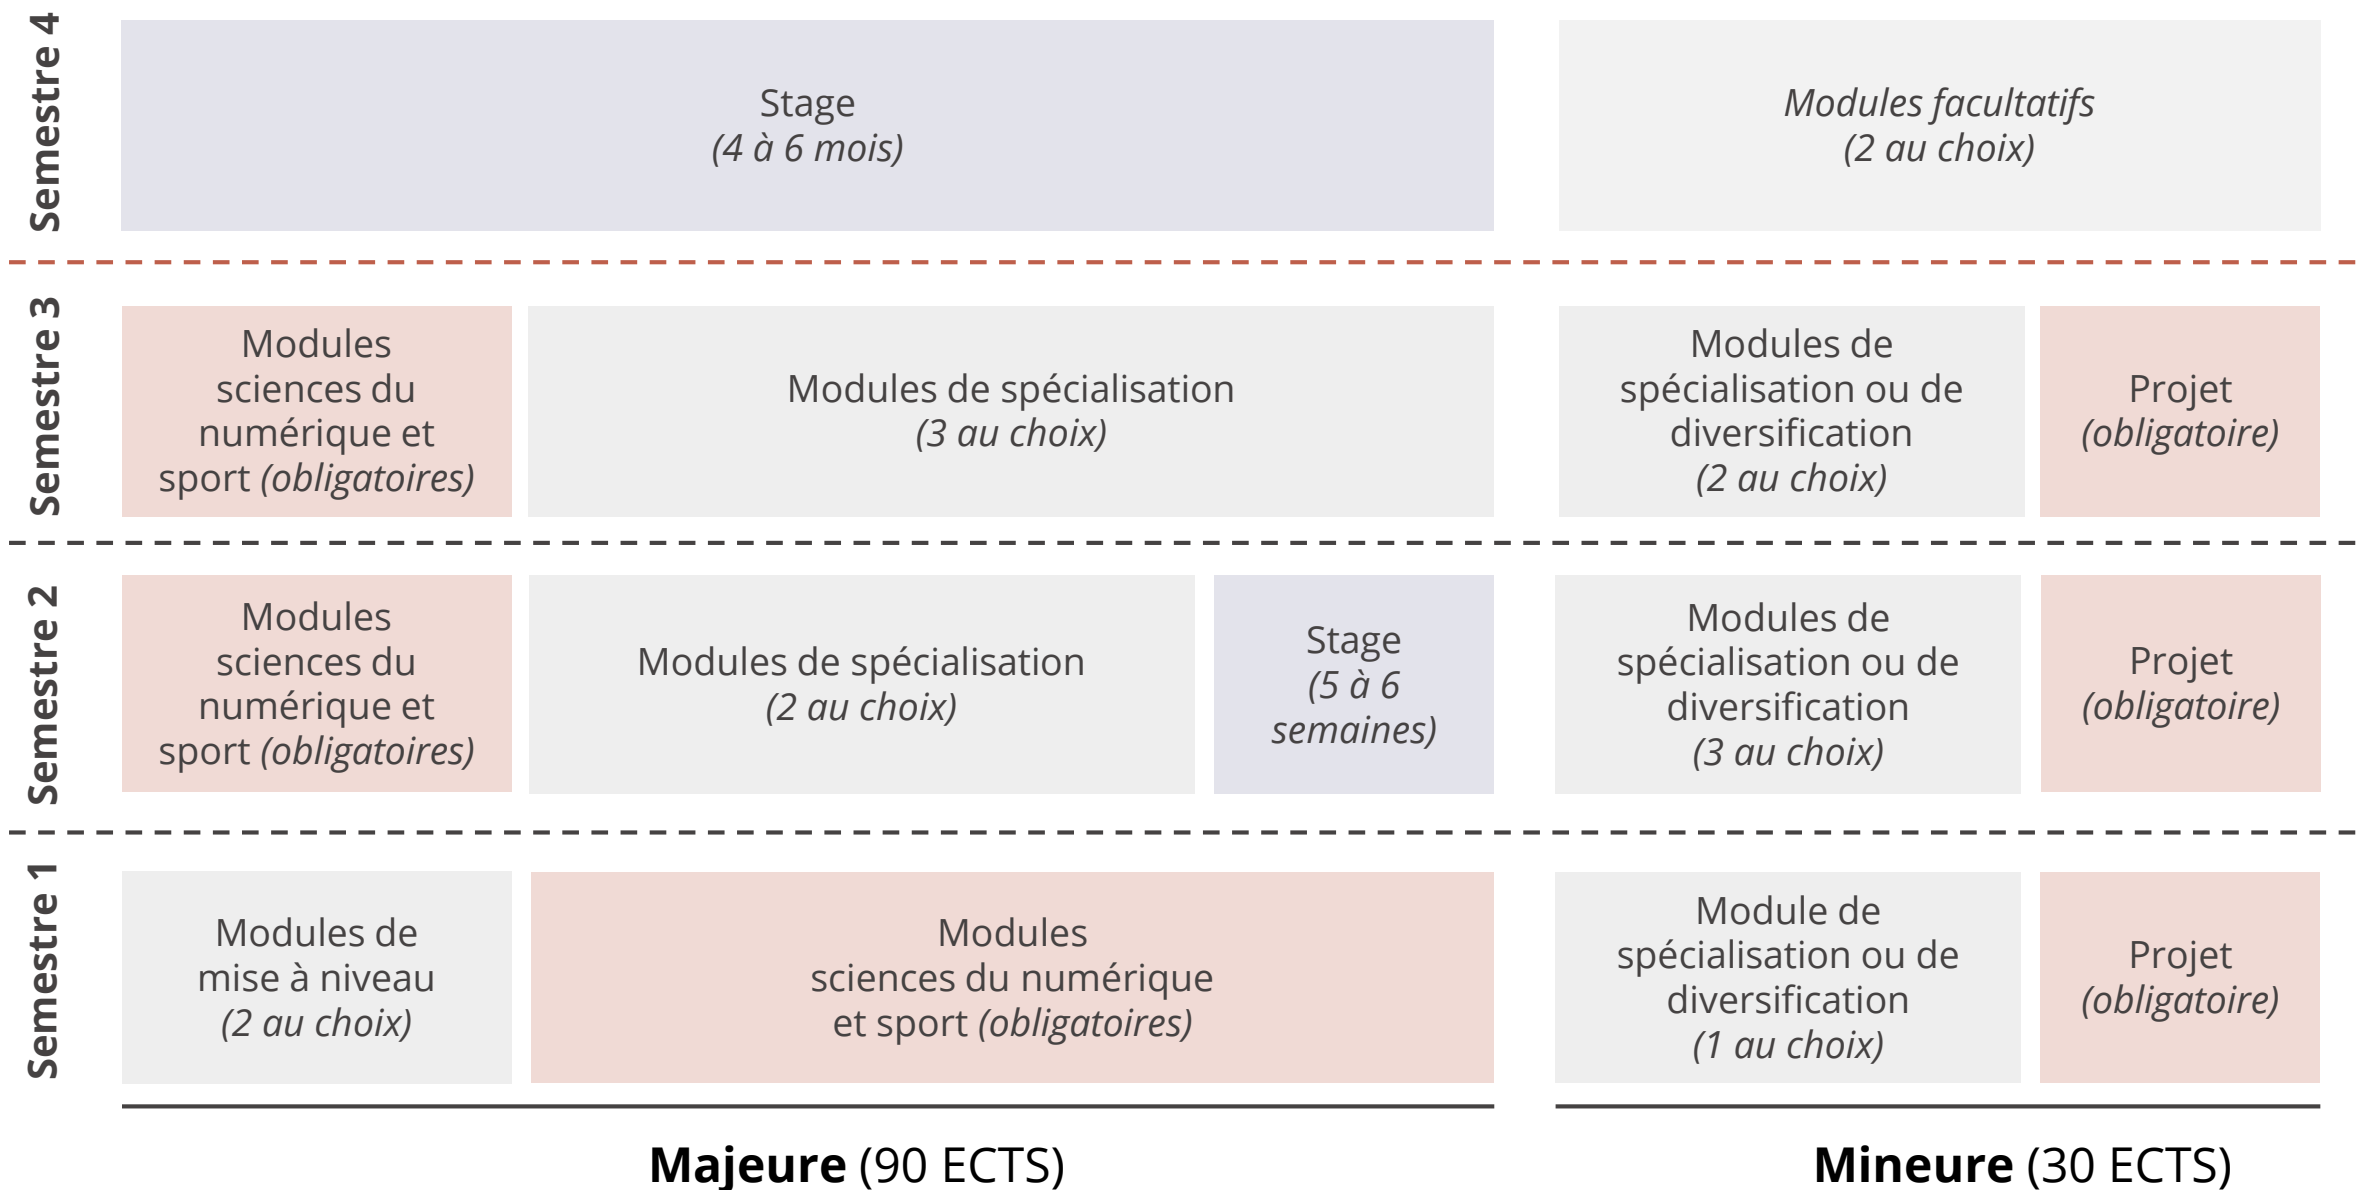 Semestre 4
Stage
(4 à 6 mois)
Modules facultatifs
(2 au choix)
Semestre 3
Modules
sciences du
numérique et
sport (obligatoires)
Modules de spécialisation
(3 au choix)
Modules de
spécialisation ou de
diversification
(2 au choix)
Projet
(obligatoire)
Semestre 2
Modules
sciences du
numérique et
sport (obligatoires)
Modules de spécialisation
(2 au choix)
Stage
(5 à 6
semaines)
Modules de
spécialisation ou de
diversification
(3 au choix)
Projet
(obligatoire)
Semestre 1
Modules de
mise à niveau
(2 au choix)
Modules
sciences du numérique
et sport (obligatoires)
Module de
spécialisation ou de
diversification
(1 au choix)
Projet
(obligatoire)
Majeure (90 ECTS)
Mineure (30 ECTS)